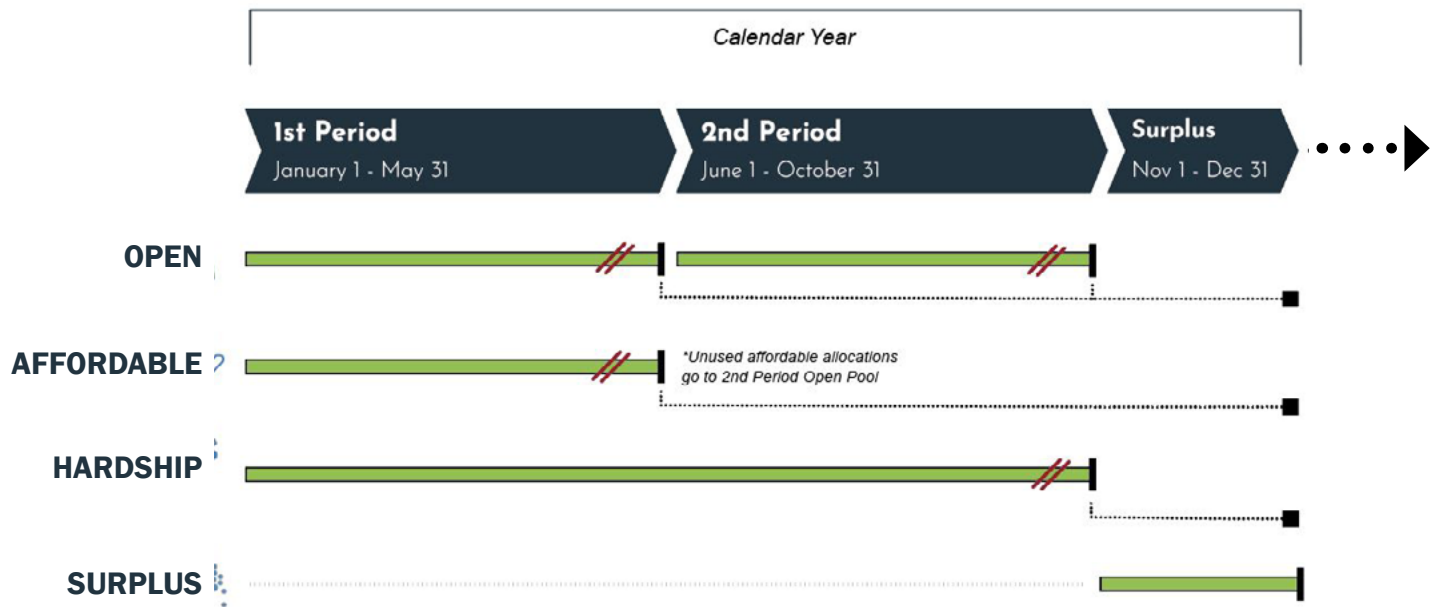 Calendar Year
1st Period
January 1 - May 31
2nd Period
June 1 - October 31
Surplus
Nov 1 - Dec 31
OPEN
AFFORDABLE
*Unused affordable allocations
go to 2nd Period Open Pool
HARDSHIP
SURPLUS